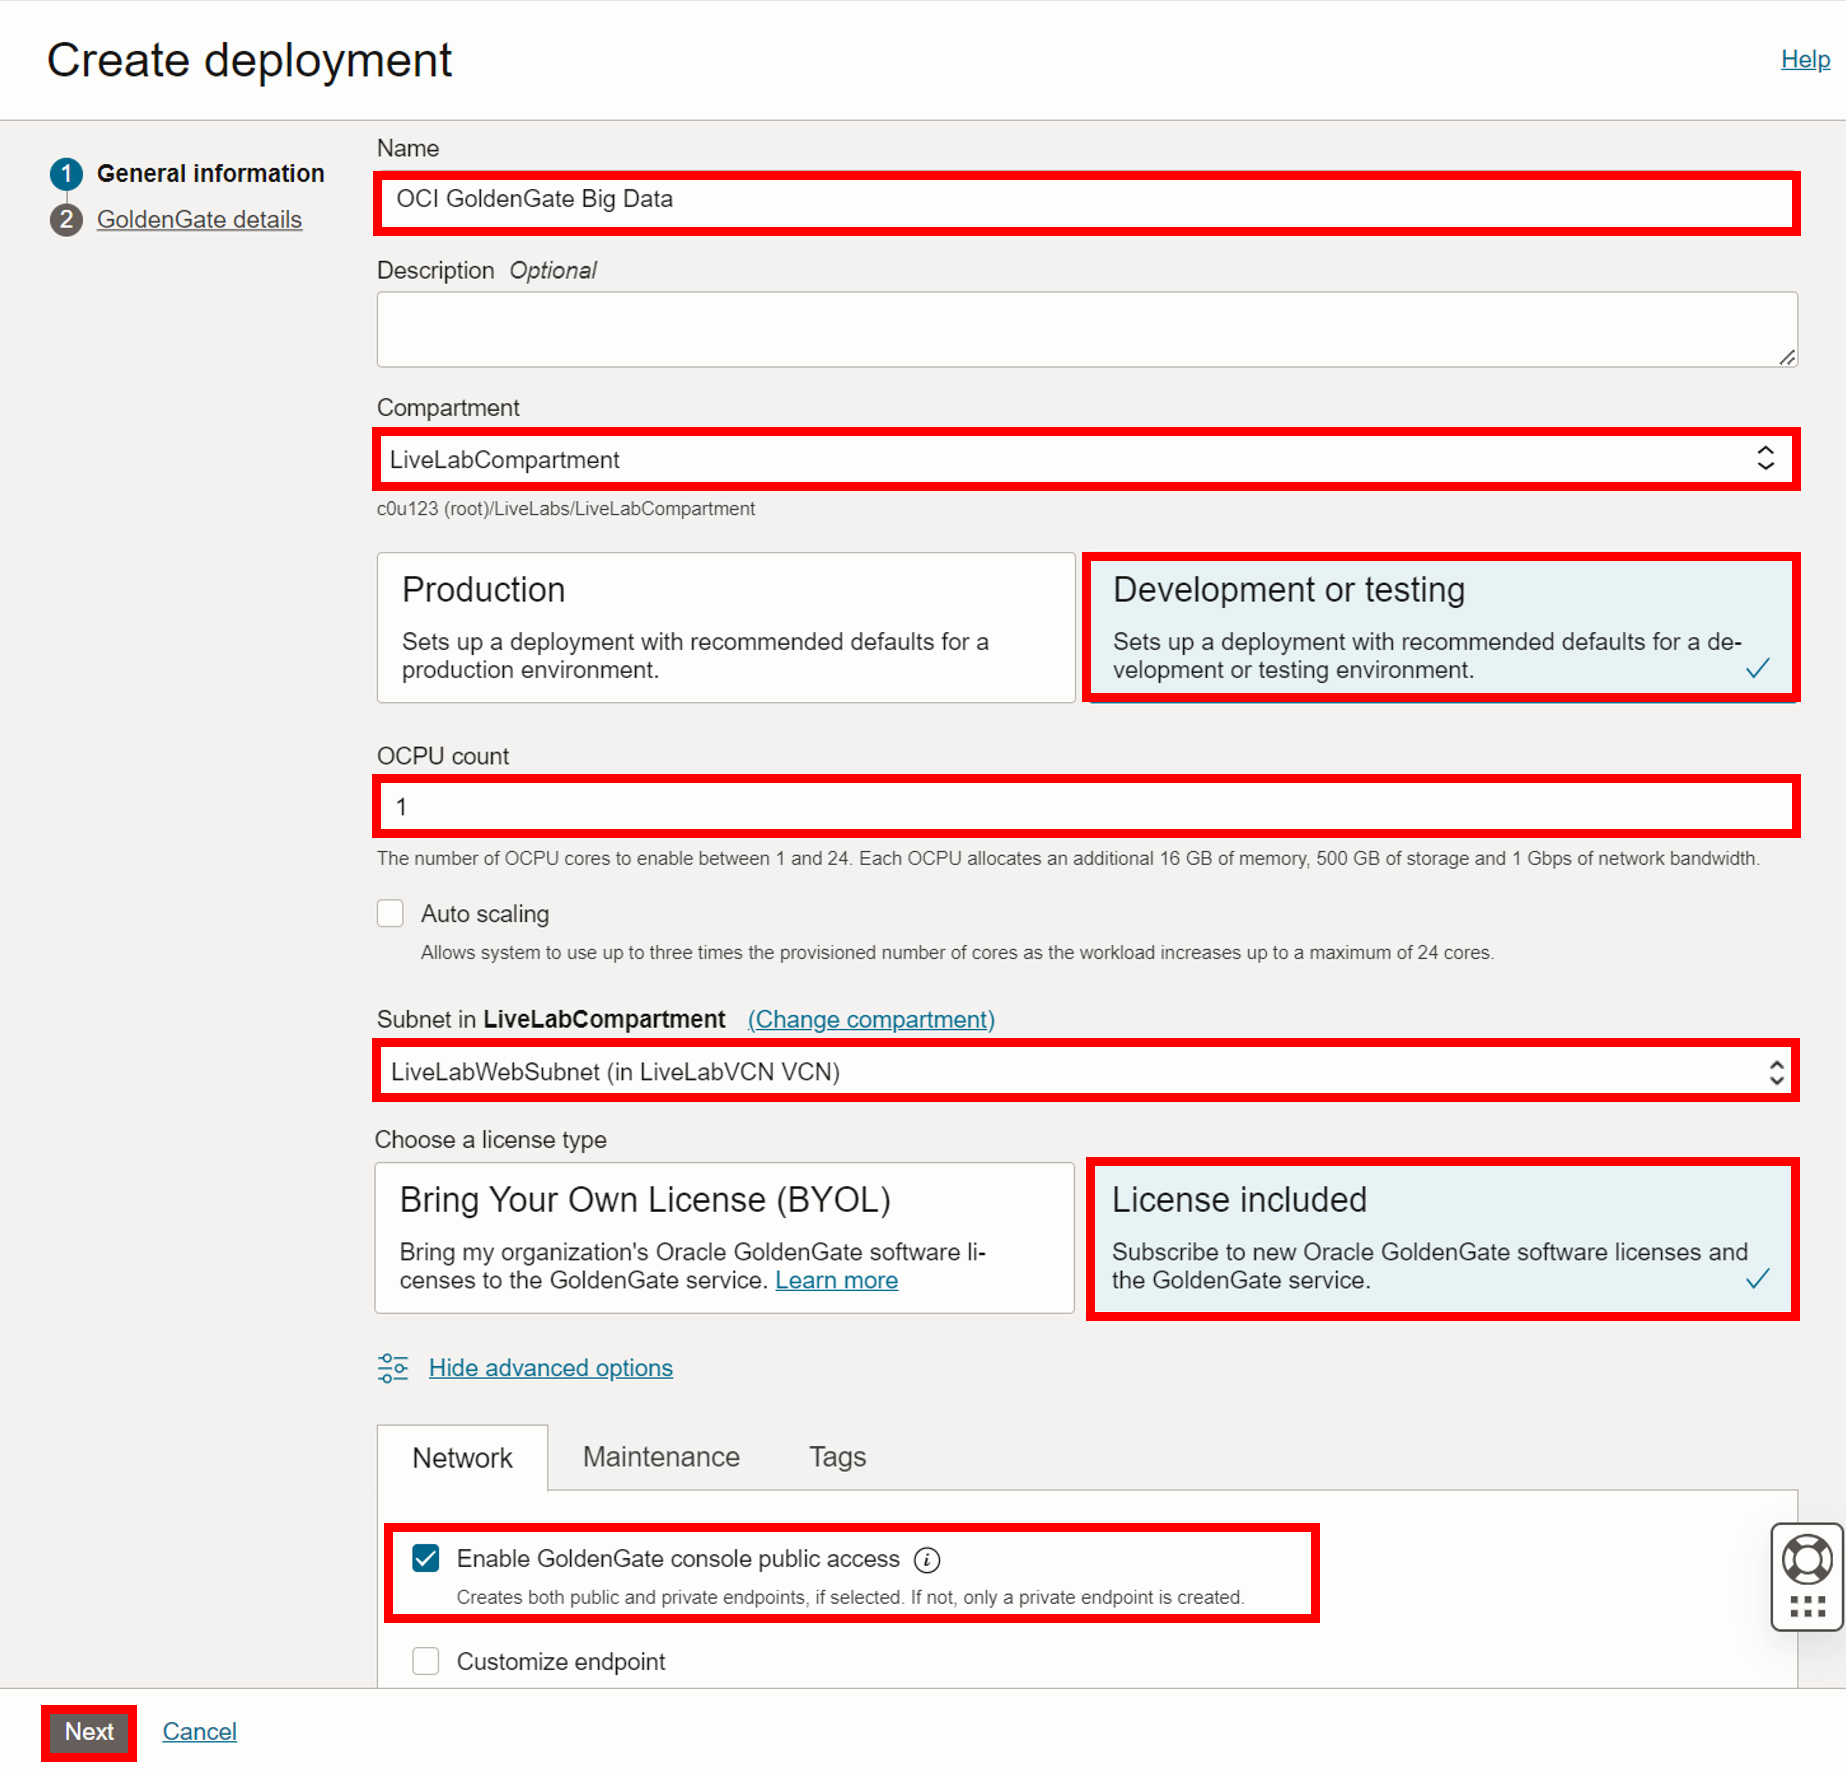 Create deployment
Help
1 General information
2 GoldenGate details
Name
OCI GoldenGate Big Data
Description Optional
Compartment
LiveLabCompartment
c0u123 (root)/LiveLabs/LiveLabCompartment
Production
Sets up a deployment with recommended defaults for a
production environment.
Development or testing
Sets up a deployment with recommended defaults for a de-
velopment or testing environment.
OCPU count
1
The number of OCPU cores to enable between 1 and 24. Each OCPU allocates an additional 16 GB of memory, 500 GB of storage and 1 Gbps of network bandwidth.
Auto scaling
Allows system to use up to three times the provisioned number of cores as the workload increases up to a maximum of 24 cores.
Subnet in LiveLabCompartment (Change compartment)
LiveLabWebSubnet (in LiveLabVCN VCN)
Choose a license type
Bring Your Own License (BYOL)
Bring my organization's Oracle GoldenGate software li-
censes to the GoldenGate service. Learn more
License included
Subscribe to new Oracle GoldenGate software licenses and
the GoldenGate service.
Hide advanced options
Network Maintenance Tags
Enable GoldenGate console public access i
Creates both public and private endpoints, if selected. If not, only a private endpoint is created.
Customize endpoint
Next Cancel